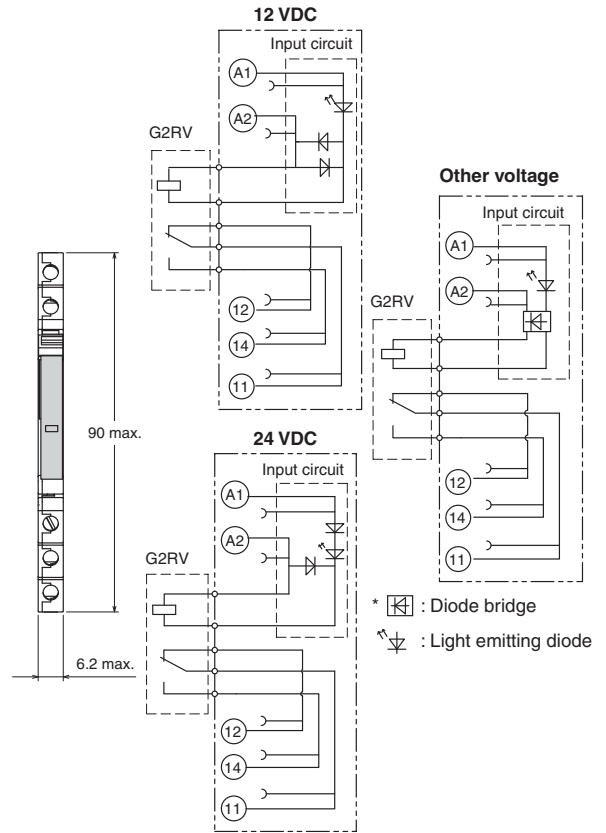 12 VDC
Input circuit
A1
A2
G2RV
12
14
11
Other voltage
Input circuit
A1
A2
G2RV
12
14
11
90 max.
6.2 max.
24 VDC
Input circuit
A1
A2
G2RV
12
14
11
* : Diode bridge
: Light emitting diode